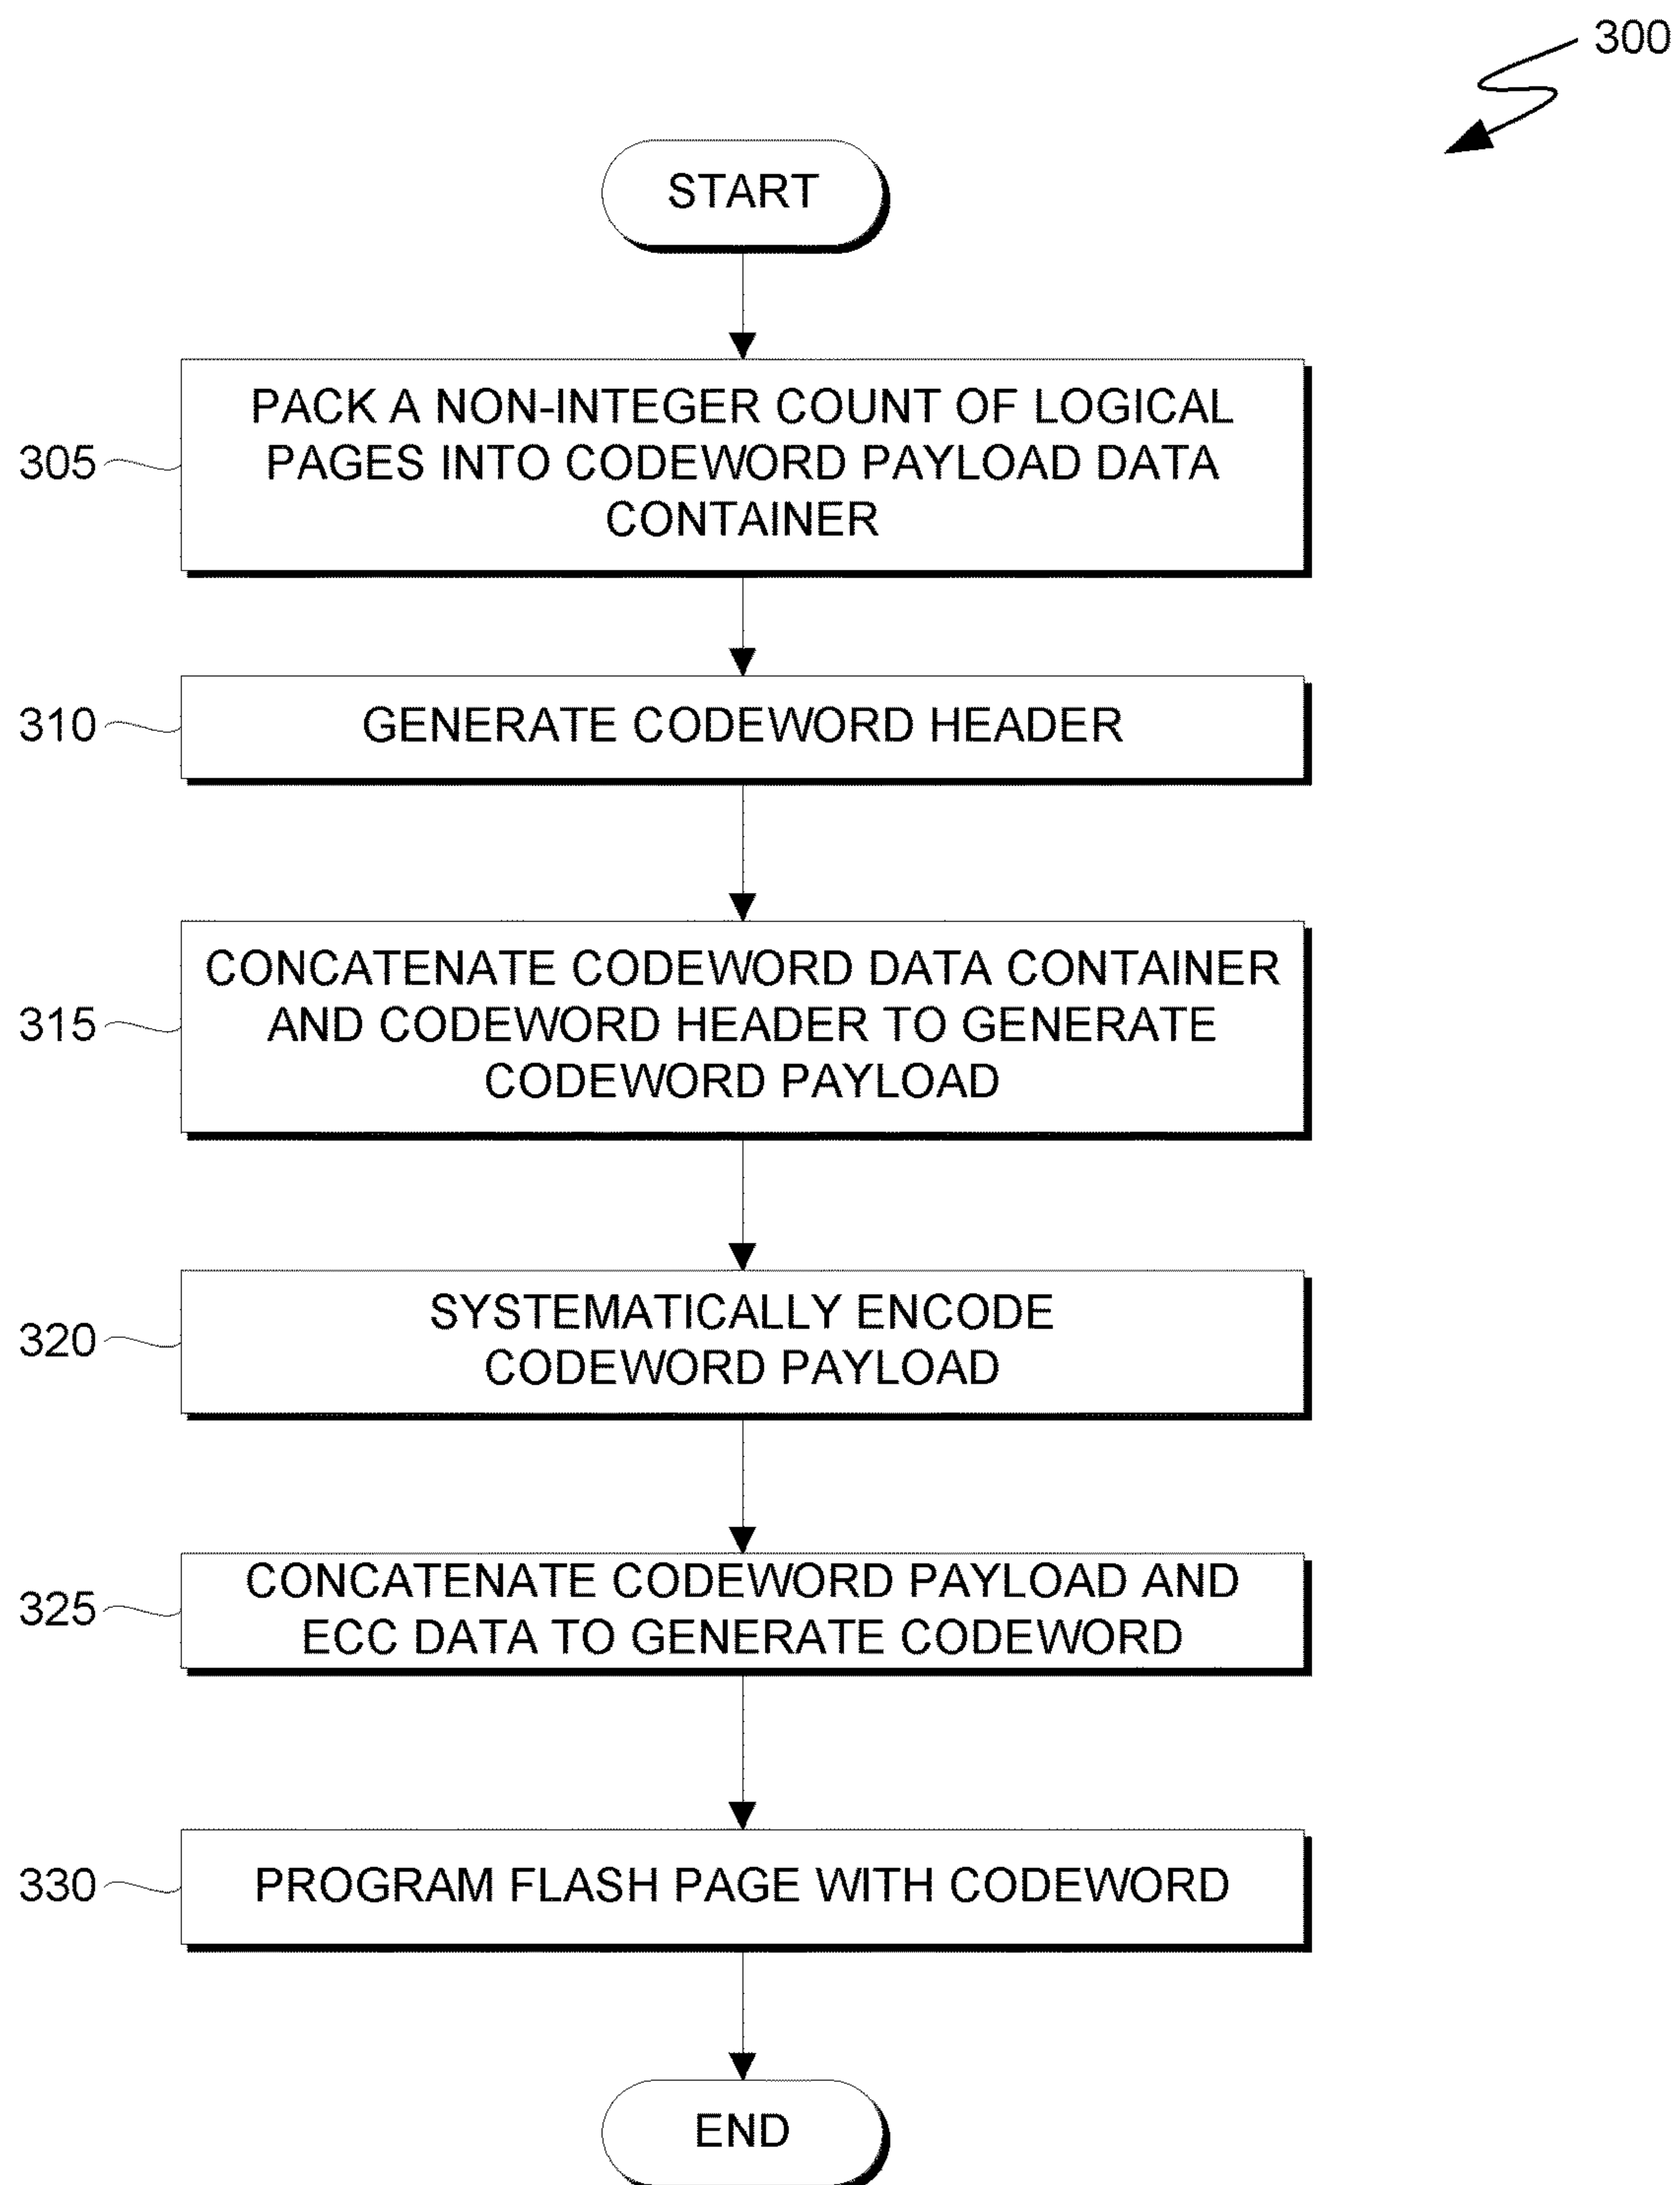 300
START
305
PACK A NON-INTEGER COUNT OF LOGICAL
PAGES INTO CODEWORD PAYLOAD DATA
CONTAINER
310
GENERATE CODEWORD HEADER
315
CONCATENATE CODEWORD DATA CONTAINER
AND CODEWORD HEADER TO GENERATE
CODEWORD PAYLOAD
320
SYSTEMATICALLY ENCODE
CODEWORD PAYLOAD
325
CONCATENATE CODEWORD PAYLOAD AND
ECC DATA TO GENERATE CODEWORD
330
PROGRAM FLASH PAGE WITH CODEWORD
END